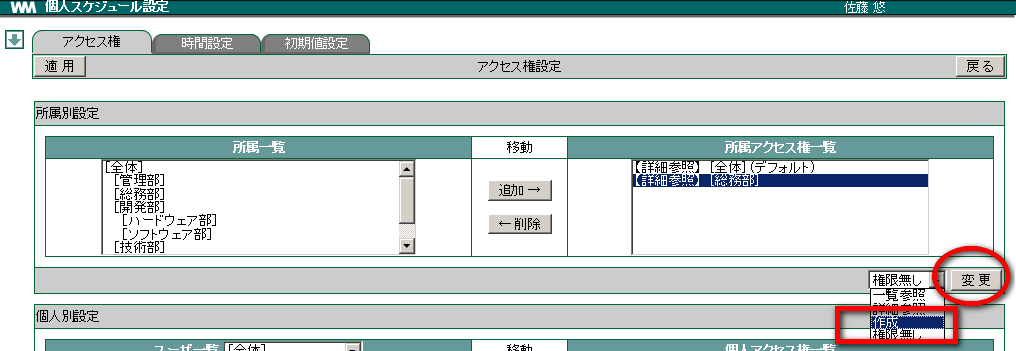 WM 個人スケジュール設定 佐藤 悠
アクセス権 時間設定 初期値設定
適用 アクセス権設定 戻る
所属別設定
所属一覧 移動 所属アクセス権一覧
[全体]
[管理部]
[総務部]
[開発部]
[ハードウェア部]
[ソフトウェア部]
[技術部]
追加→
←削除
【詳細参照】[全体](デフォルト)
【詳細参照】[総務部]
権限無し 変更
一覧参照
詳細参照
作成
権限無し
個人別設定
ユーザ一覧 [全体] 移動 個人アクセス権一覧